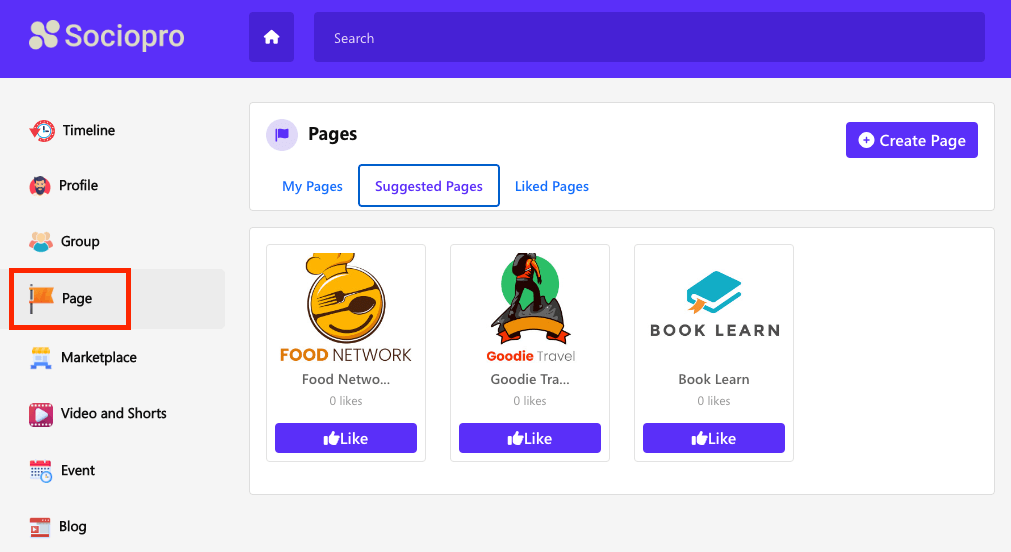 Sociopro
Search
Timeline
Profile
Group
Page
Marketplace
Video and Shorts
Event
Blog
Pages
Create Page
My Pages
Suggested Pages
Liked Pages
FOOD NETWORK
Food Netwo...
0 likes
Like
Goodie Travel
Goodie Tra...
0 likes
Like
BOOK LEARN
Book Learn
0 likes
Like